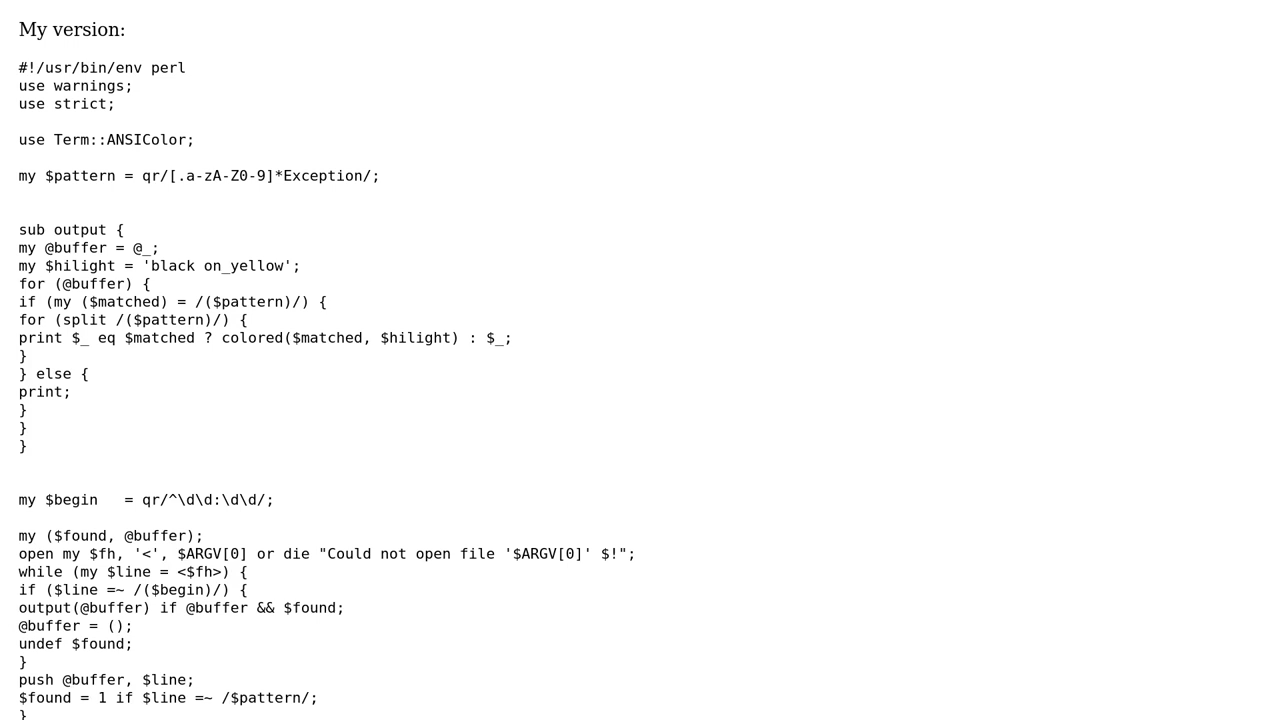 My version:
#!/usr/bin/env perl
use warnings;
use strict;
use Term::ANSIColor;
my $pattern = qr/[.a-zA-Z0-9]*Exception/;
sub output {
my @buffer = @_;
my $hilight = 'black on_yellow';
for (@buffer) {
if (my ($matched) = /($pattern)/) {
for (split /($pattern)/) {
print $_ eq $matched ? colored($matched, $hilight) : $_;
}
} else {
print;
}
}
}
my $begin   = qr/^\d\d:\d\d/;
my ($found, @buffer);
open my $fh, '<', $ARGV[0] or die "Could not open file '$ARGV[0]' $!";
while (my $line = <$fh>) {
if ($line =~ /($begin)/) {
output(@buffer) if @buffer && $found;
@buffer = ();
undef $found;
}
push @buffer, $line;
$found = 1 if $line =~ /$pattern/;
}